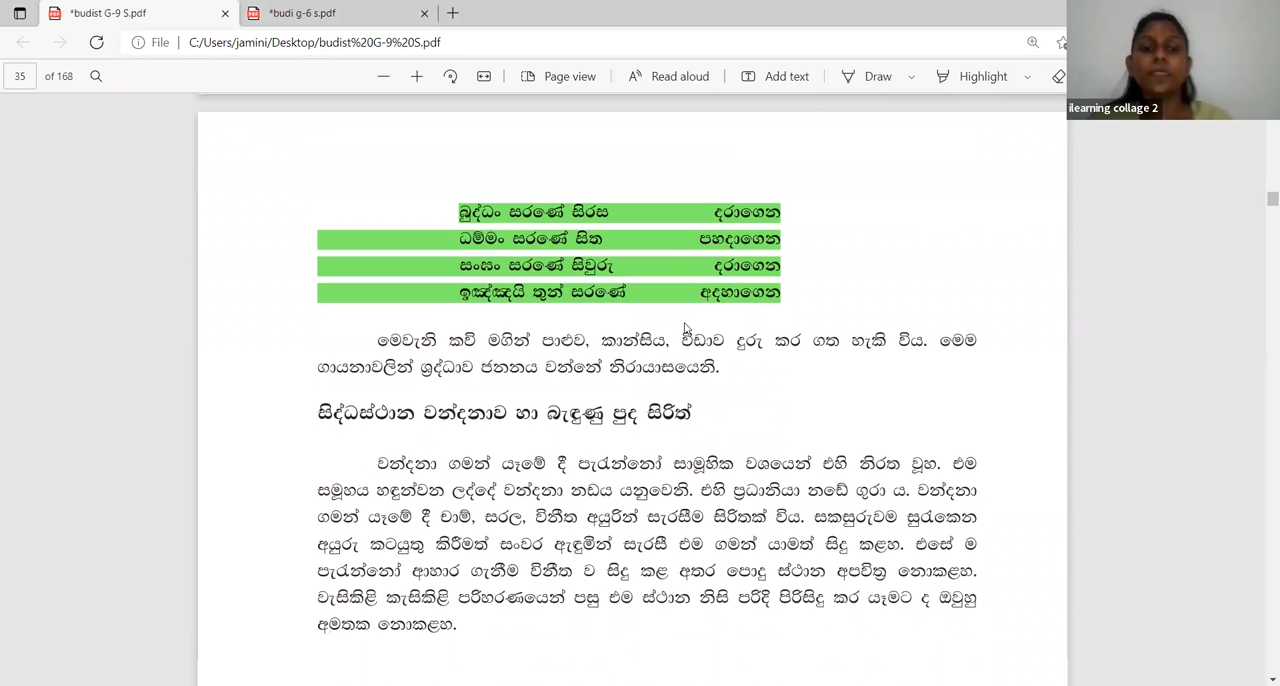 *budist G-9 S.pdf
*budi g-6 s.pdf
File C:/Users/jamini/Desktop/budist%20G-9%20S.pdf
35 of 168 Page view Read aloud Add text Draw Highlight
ilearning collage 2
බුද්ධං සරණේ සිරස දරාගෙන
ධම්මං සරණේ සිත පහදාගෙන
සංඝං සරණේ සිවුරු දරාගෙන
ඉඤ්ඤයි තුන් සරණේ අදහාගෙන
මෙවැනි කවි මගින් පාළුව, කාන්සිය, වීඩාව දුරු කර ගත හැකි විය. මෙම
ගායනාවලින් ශ්‍රද්ධාව ජනනය වන්නේ නිරායාසයෙනි.
සිද්ධස්ථාන වන්දනාව හා බැඳුණු පුද සිරිත්
වන්දනා ගමන් යෑමේ දී පැරැන්නෝ සාමූහික වශයෙන් එහි නිරත වූහ. එම
සමූහය හඳුන්වන ලද්දේ වන්දනා නඩය යනුවෙනි. එහි ප්‍රධානියා නඩේ ගුරා ය. වන්දනා
ගමන් යෑමේ දී චාම්, සරල, විනීත අයුරින් සැරසීම සිරිතක් විය. සකසුරුවම සුරැකෙන
අයුරු කටයුතු කිරීමත් සංවර ඇඳුමින් සැරසී එම ගමන් යාමත් සිදු කළහ. එසේ ම
පැරැන්නෝ ආහාර ගැනීම විනීත ව සිදු කළ අතර පොදු ස්ථාන අපවිත්‍ර නොකළහ.
වැසිකිළි කැසිකිළි පරිහරණයෙන් පසු එම ස්ථාන නිසි පරිදි පිරිසිදු කර යෑමට ද ඔවුහු
අමතක නොකළහ.